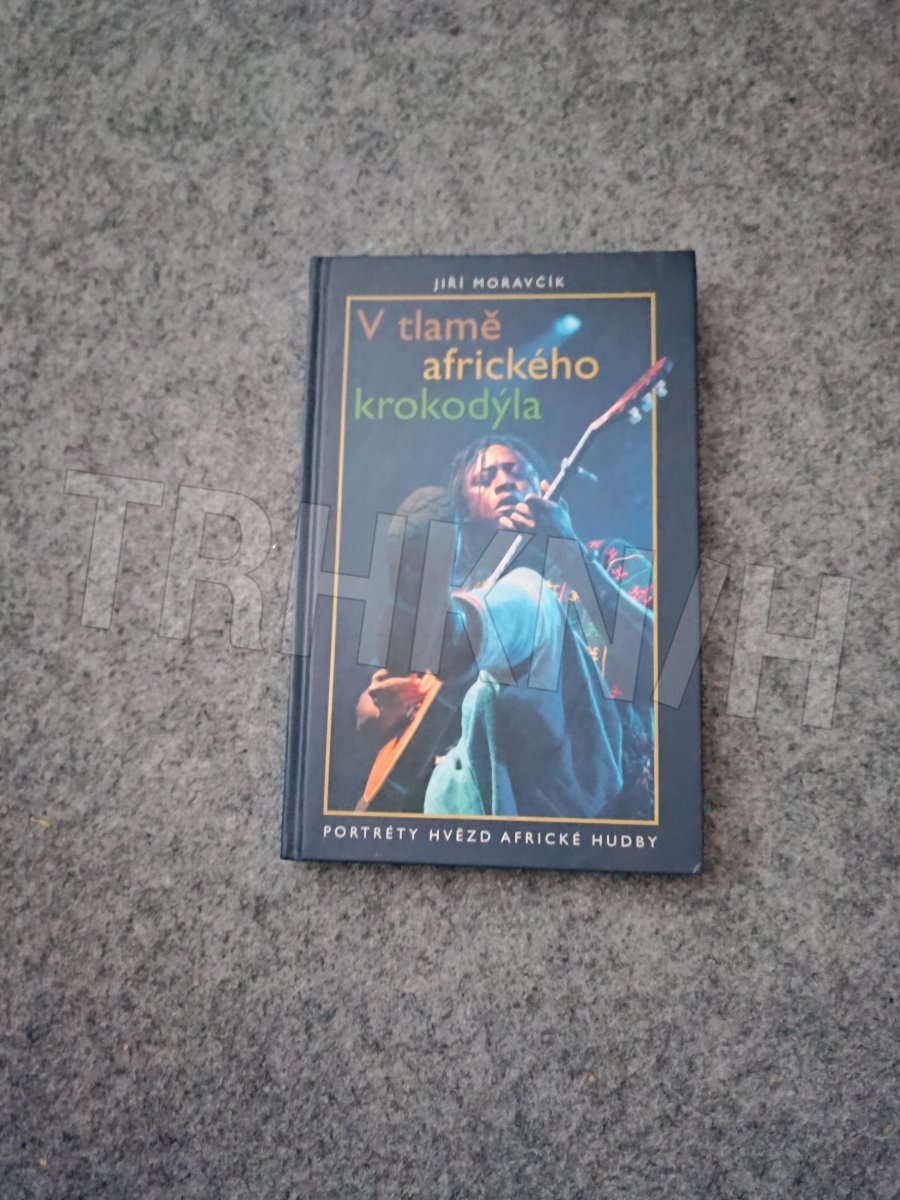 JIŘÍ MORAVČÍK
V tlamě
afrického
krokodýla
TRHKNIH
PORTRÉTY HVĚZD AFRICKÉ HUDBY